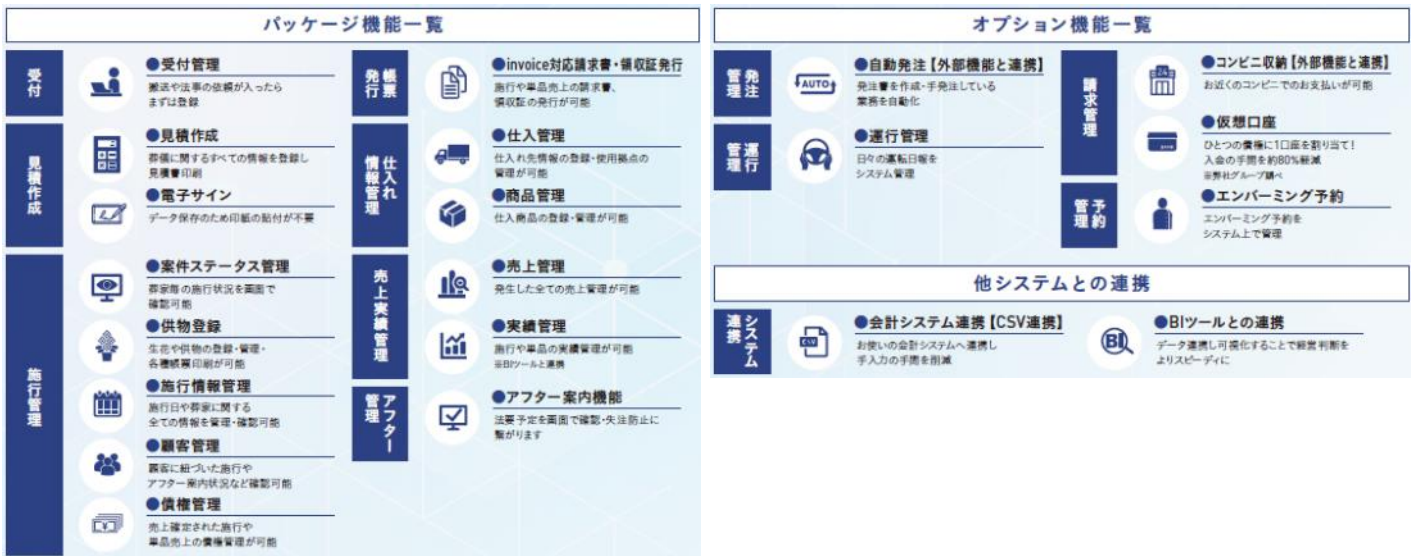 パッケージ機能一覧
受付
●受付管理
搬送や法事の依頼が入ったら
まずは登録
見積作成
●見積作成
葬儀に関するすべての情報を登録し
見積書印刷
●電子サイン
データ保存のため印紙の貼付が不要
施行管理
●案件ステータス管理
葬家毎の施行状況を画面で
確認可能
●供物登録
生花や供物の登録・管理・
各種帳票印刷が可能
●施行情報管理
施行日や葬家に関する
全ての情報を管理・確認可能
●顧客管理
顧客に紐づいた施行や
アフター案内状況など確認可能
●債権管理
売上確定された施行や
単品売上の債権管理が可能
帳票
発行
●invoice対応請求書・領収証発行
施行や単品売上の請求書、
領収証の発行が可能
仕入れ
情報管理
●仕入管理
仕入れ先情報の登録・使用拠点の
管理が可能
●商品管理
仕入商品の登録・管理が可能
売上実績管理
●売上管理
発生した全ての売上管理が可能
●実績管理
施行や単品の実績管理が可能
※BIツールと連携
アフター
管理
●アフター案内機能
法要予定を画面で確認・失注防止に
繋がります
オプション機能一覧
発注
管理
AUTO
●自動発注【外部機能と連携】
発注書を作成・手発注している
業務を自動化
運行
管理
●運行管理
日々の運転日報を
システム管理
請求管理
24
●コンビニ収納【外部機能と連携】
お近くのコンビニでのお支払いが可能
●仮想口座
ひとつの債権に1口座を割り当て!
入金の手間を約80%軽減
※弊社グループ調べ
予約
管理
●エンバーミング予約
エンバーミング予約を
システム上で管理
他システムとの連携
システム
連携
CSV
●会計システム連携【CSV連携】
お使いの会計システムへ連携し
手入力の手間を削減
BI
●BIツールとの連携
データ連携し可視化することで経営判断を
よりスピーディに